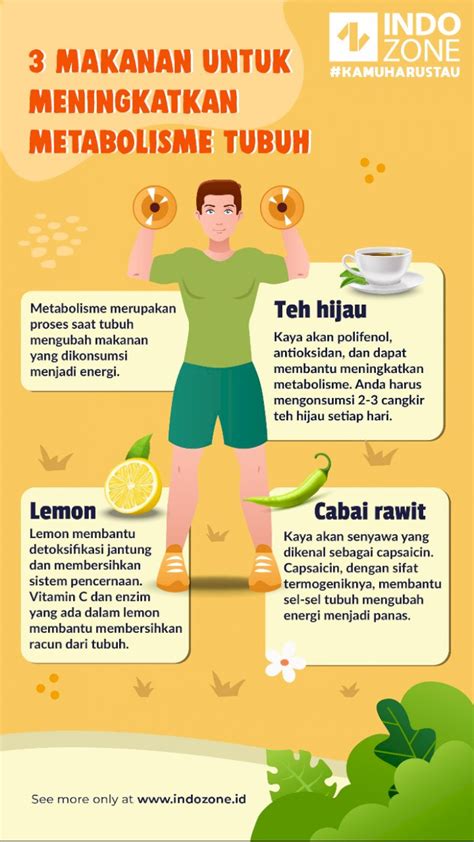 3 MAKANAN UNTUK
MENINGKATKAN
METABOLISME TUBUH
INDO
ZONE
#KAMUHARUSTAU
Metabolisme merupakan
proses saat tubuh
mengubah makanan
yang dikonsumsi
menjadi energi.
Teh hijau
Kaya akan polifenol,
antioksidan, dan dapat
membantu meningkatkan
metabolisme. Anda harus
mengonsumsi 2-3 cangkir
teh hijau setiap hari.
Lemon
Lemon membantu
detoksifikasi jantung
dan membersihkan
sistem pencernaan.
Vitamin C dan enzim
yang ada dalam lemon
membantu membersihkan
racun dari tubuh.
Cabai rawit
Kaya akan senyawa yang
dikenal sebagai capsaicin.
Capsaicin, dengan sifat
termogeniknya, membantu
sel-sel tubuh mengubah
energi menjadi panas.
See more only at www.indozone.id